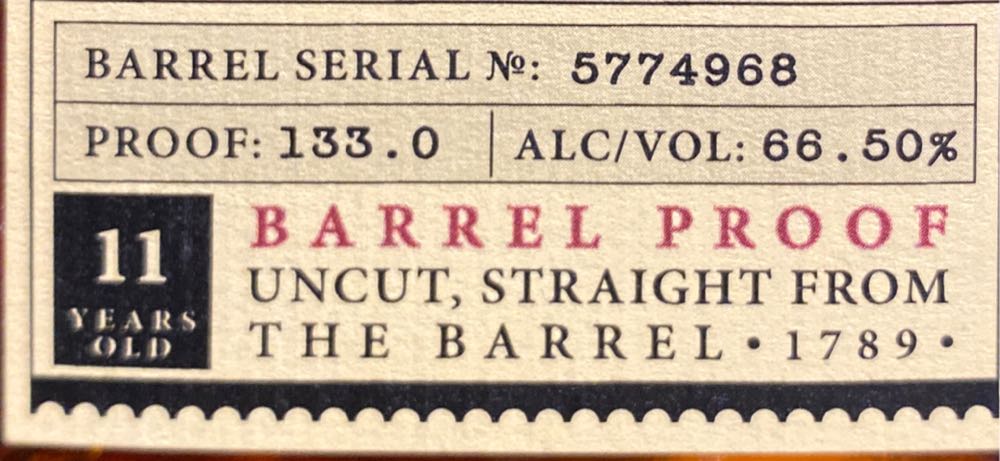 BARREL SERIAL №: 5774968
PROOF: 133.0 ALC/VOL: 66.50%
11
YEARS
OLD
BARREL PROOF
UNCUT, STRAIGHT FROM
THE BARREL • 1789 •